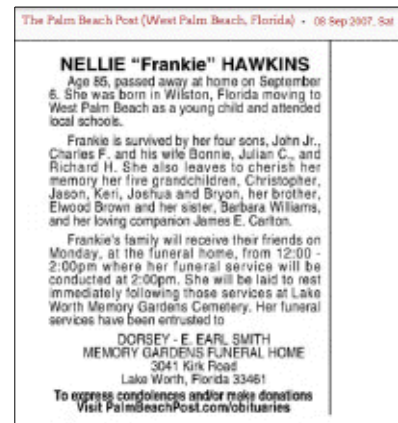 The Palm Beach Post (West Palm Beach, Florida) • 08 Sep 2007, Sat
NELLIE "Frankie" HAWKINS
Age 85, passed away at home on September
6. She was born in Wilston, Florida moving to
West Palm Beach as a young child and attended
local schools.
Frankie is survived by her four sons, John Jr.,
Charles F. and his wife Bonnie, Julian C., and
Richard H. She also leaves to cherish her
memory her five grandchildren, Christopher,
Jason, Keri, Joshua and Bryon, her brother,
Elwood Brown and her sister, Barbara Williams,
and her loving companion James E. Carlton.
Frankie's family will receive their friends on
Monday, at the funeral home, from 12:00 -
2:00pm where her funeral service will be
conducted at 2:00pm. She will be laid to rest
immediately following those services at Lake
Worth Memory Gardens Cemetery. Her funeral
services have been entrusted to
DORSEY - E. EARL SMITH
MEMORY GARDENS FUNERAL HOME
3041 Kirk Road
Lake Worth, Florida 33461
To express condolences and/or make donations
Visit PalmBeachPost.com/obituaries